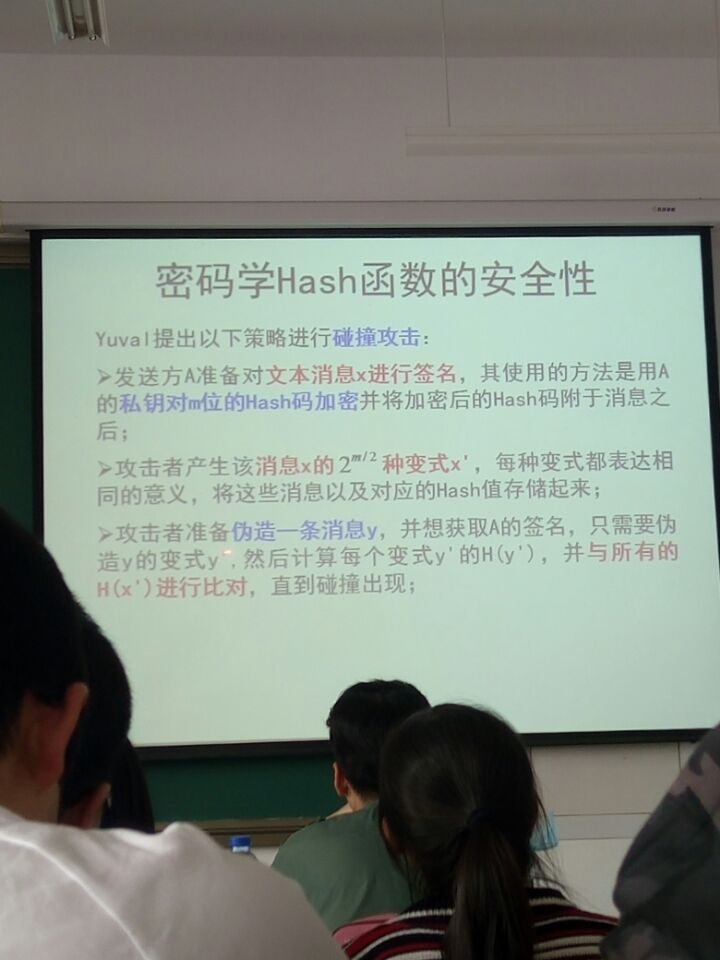 密码学Hash函数的安全性
Yuval提出以下策略进行碰撞攻击：
➢发送方A准备对文本消息x进行签名，其使用的方法是用A
的私钥对m位的Hash码加密并将加密后的Hash码附于消息之
后；
➢攻击者产生该消息x的 2^{m/2} 种变式x'，每种变式都表达相
同的意义，将这些消息以及对应的Hash值存储起来；
➢攻击者准备伪造一条消息y，并想获取A的签名，只需要伪
造y的变式y'，然后计算每个变式y'的H(y')，并与所有的
H(x')进行比对，直到碰撞出现；